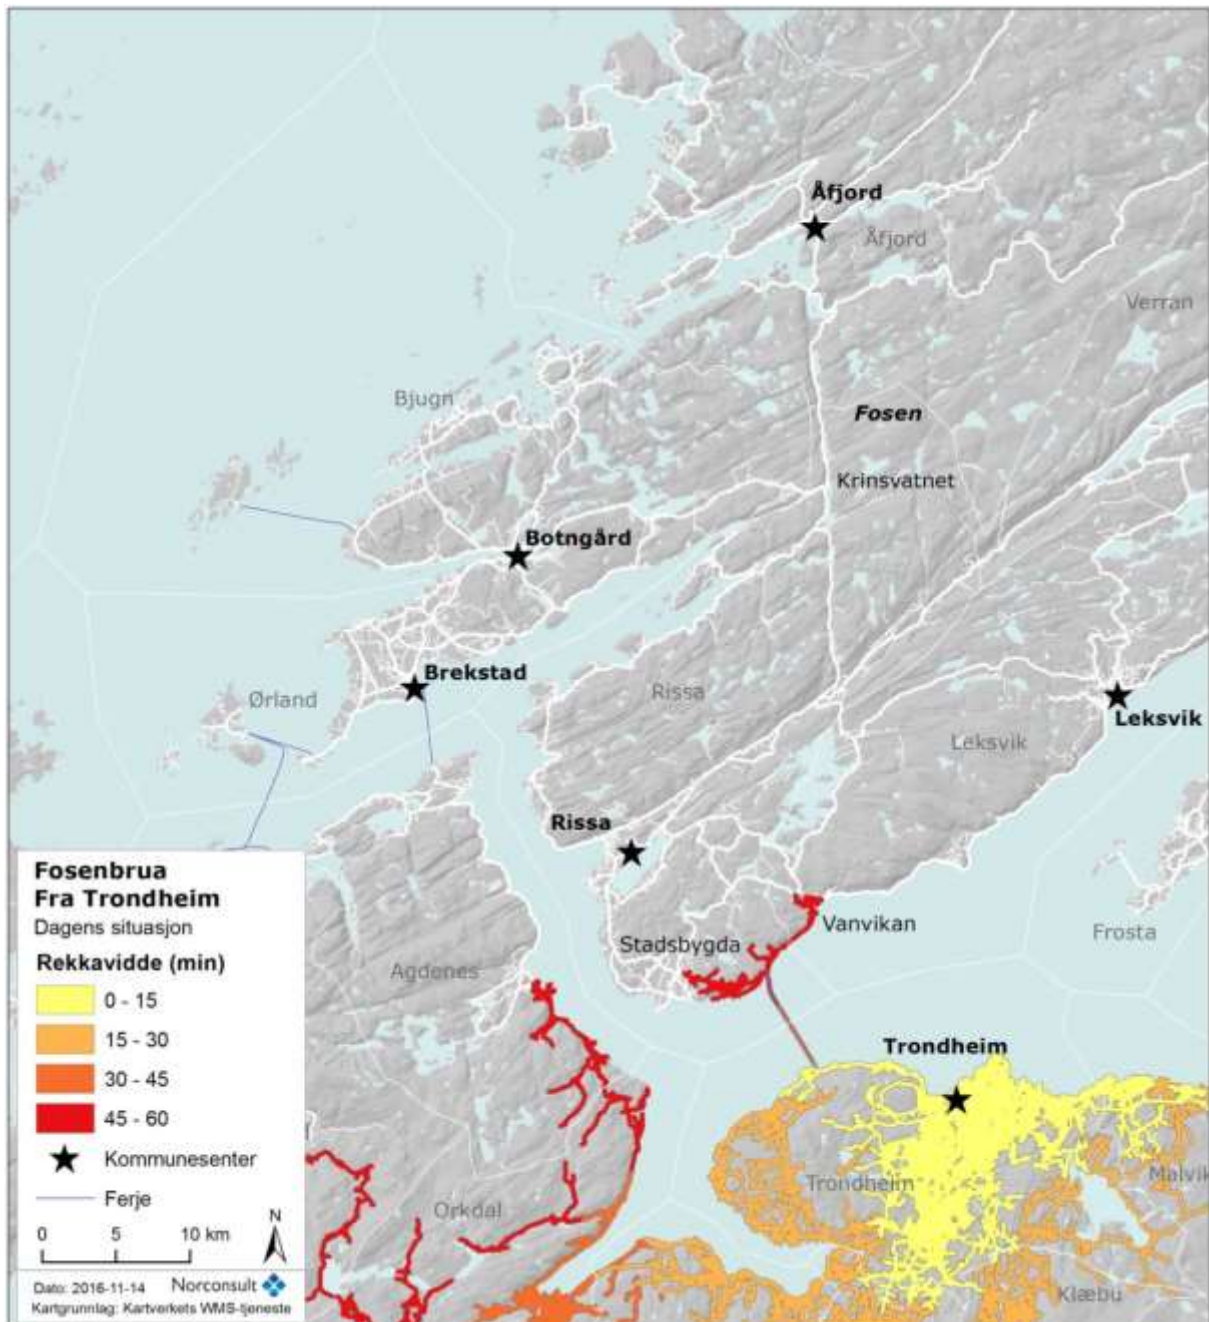 Åfjord
Åfjord
Verran
Bjugn
Fosen
Krinsvatnet
Botngård
Brekstad
Ørland
Rissa
Leksvik
Leksvik
Rissa
Vanvikan
Stadsbygda
Frosta
Agdenes
Trondheim
Trondheim
Malvik
Orkdal
Klæbu
Fosenbrua
Fra Trondheim
Dagens situasjon
Rekkavidde (min)
0 - 15
15 - 30
30 - 45
45 - 60
Kommunesenter
Ferje
N
0 5 10 km
Dato: 2016-11-14 Norconsult
Kartgrunnlag: Kartverkets WMS-tjeneste